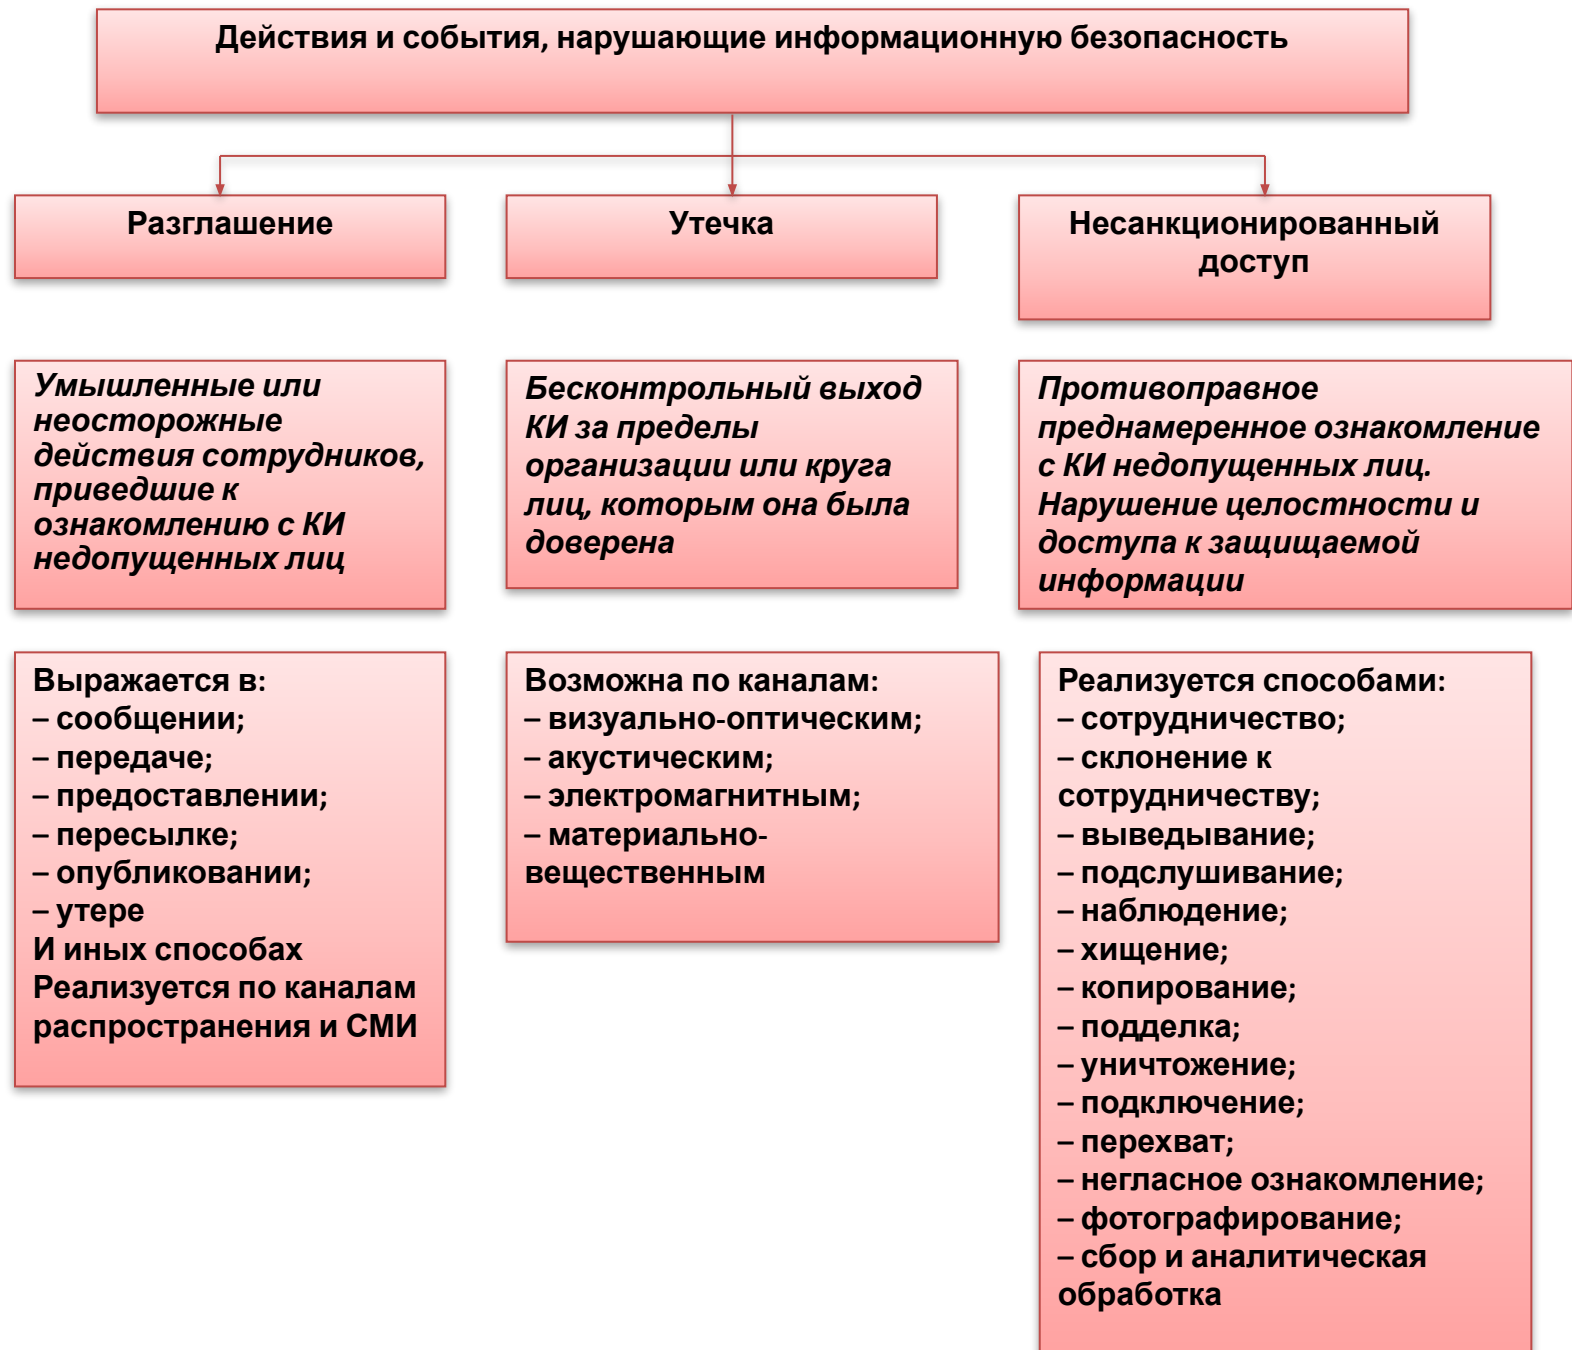 Действия и события, нарушающие информационную безопасность
Разглашение
Утечка
Несанкционированный
доступ
Умышленные или
неосторожные
действия сотрудников,
приведшие к
ознакомлению с КИ
недопущенных лиц
Бесконтрольный выход
КИ за пределы
организации или круга
лиц, которым она была
доверена
Противоправное
преднамеренное ознакомление
с КИ недопущенных лиц.
Нарушение целостности и
доступа к защищаемой
информации
Выражается в:
– сообщении;
– передаче;
– предоставлении;
– пересылке;
– опубликовании;
– утере
И иных способах
Реализуется по каналам
распространения и СМИ
Возможна по каналам:
– визуально-оптическим;
– акустическим;
– электромагнитным;
– материально-
вещественным
Реализуется способами:
– сотрудничество;
– склонение к
сотрудничеству;
– выведывание;
– подслушивание;
– наблюдение;
– хищение;
– копирование;
– подделка;
– уничтожение;
– подключение;
– перехват;
– негласное ознакомление;
– фотографирование;
– сбор и аналитическая
обработка